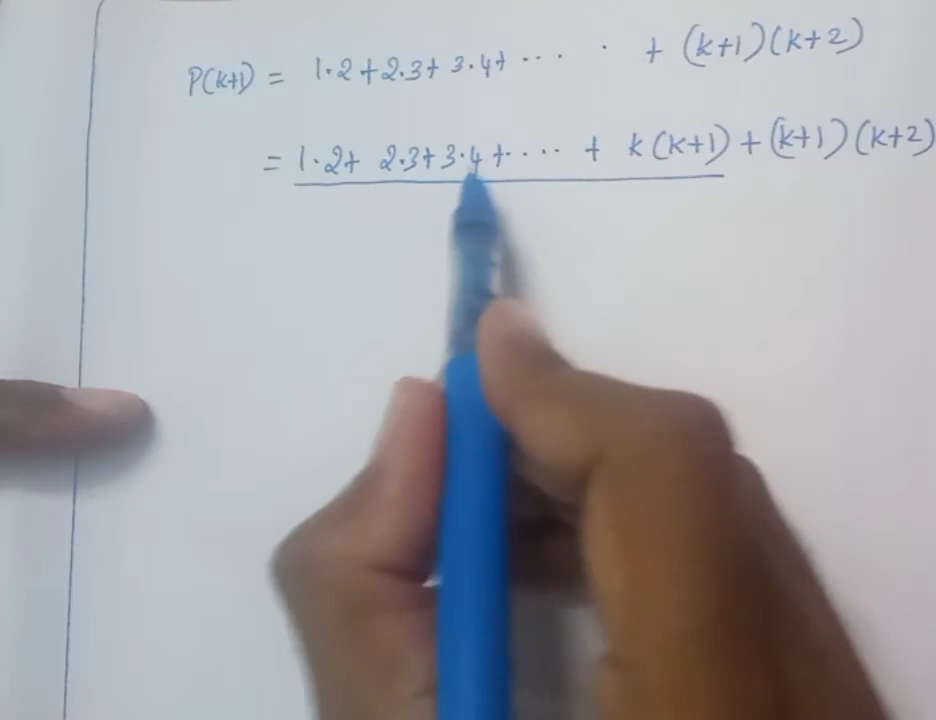 P(k+1) = 1.2 + 2.3 + 3.4 + ... . + (k+1)(k+2)
= 1.2 + 2.3 + 3.4 + .... + k(k+1) + (k+1)(k+2)